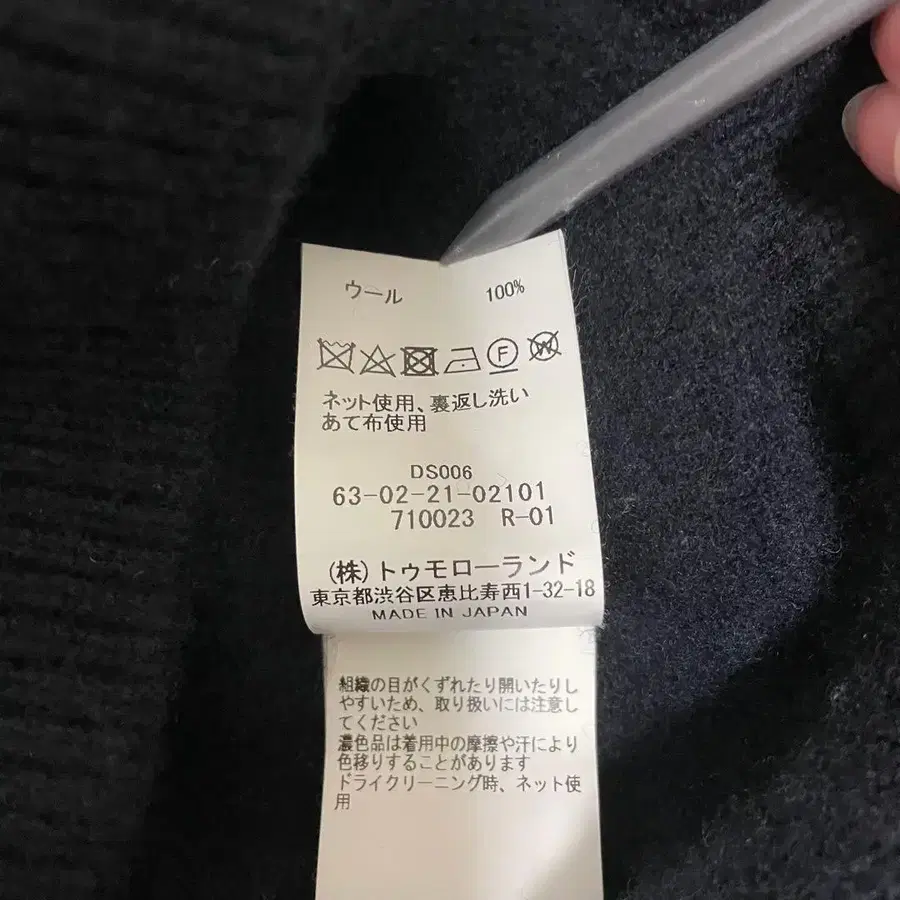 ウール 100%
F W
ネット使用、裏返し洗い
あて布使用
DS006
63-02-21-02101
710023 R-01
(株)トゥモローランド
東京都渋谷区恵比寿西1-32-18
MADE IN JAPAN
組織の目がくずれたり開いたりし
やすいため、取り扱いには注意し
てください
濃色品は着用中の摩擦や汗により
色移りすることがあります
ドライクリーニング時、ネット使
用